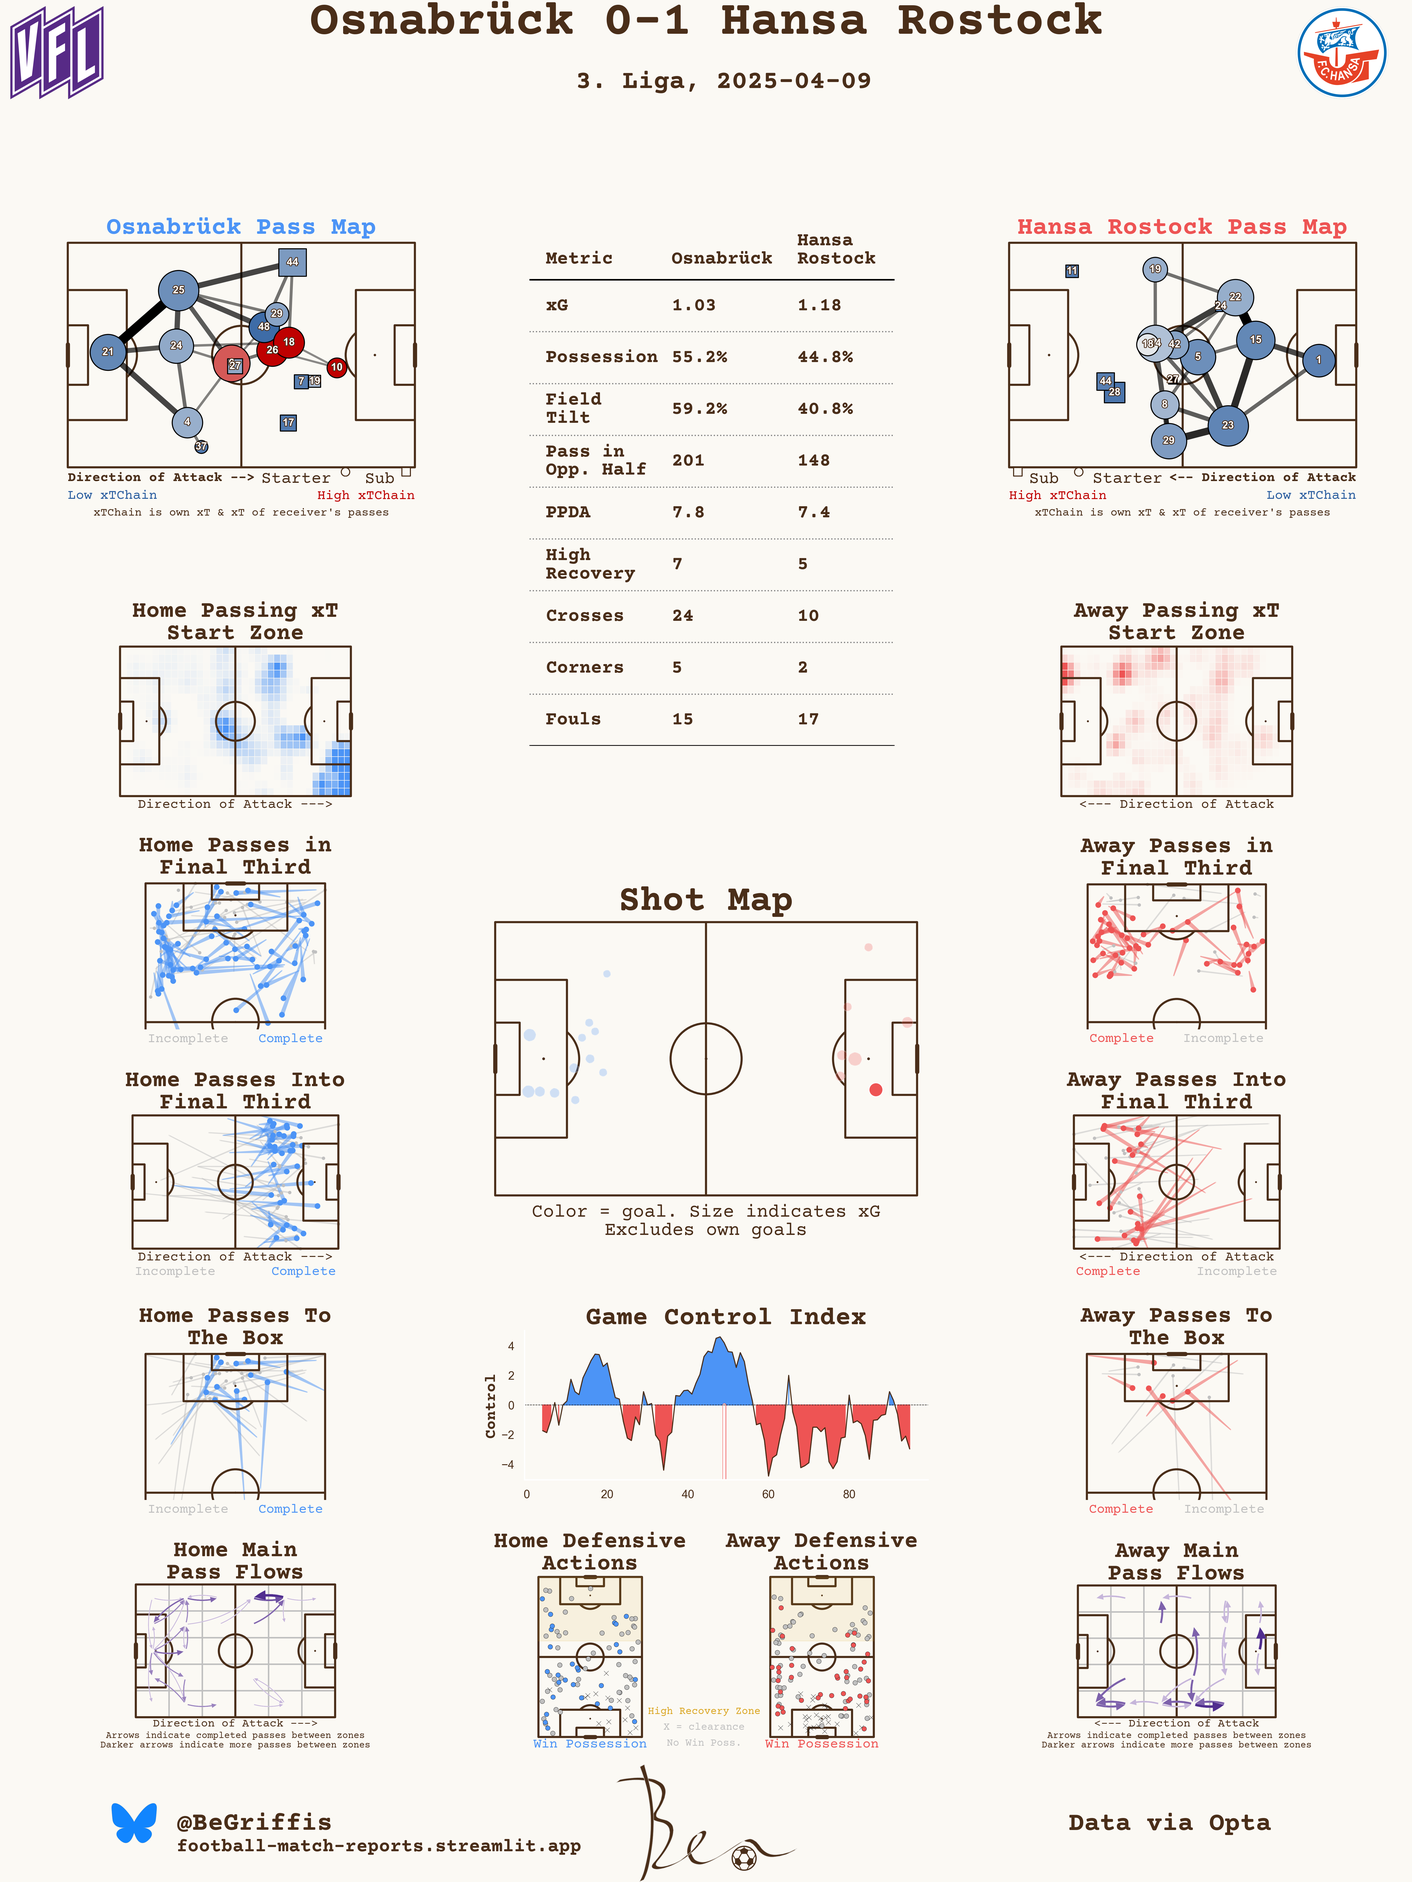 Osnabrück 0-1 Hansa Rostock
3. Liga, 2025-04-09
VFL
F.C. HANSA
Osnabrück Pass Map
44
25
29
48
18
24
21
26
27
10
7
19
4
17
37
Direction of Attack --> Starter Sub
Low xTChain High xTChain
xTChain is own xT & xT of receiver's passes
Metric Osnabrück Hansa Rostock
xG 1.03 1.18
Possession 55.2% 44.8%
Field Tilt 59.2% 40.8%
Pass in Opp. Half 201 148
PPDA 7.8 7.4
High Recovery 7 5
Crosses 24 10
Corners 5 2
Fouls 15 17
Hansa Rostock Pass Map
11
19
22
24
18
4
42
15
5
1
44
27
28
8
23
29
Sub Starter <-- Direction of Attack
High xTChain Low xTChain
xTChain is own xT & xT of receiver's passes
Home Passing xT
Start Zone
Direction of Attack --->
Away Passing xT
Start Zone
<--- Direction of Attack
Home Passes in
Final Third
Incomplete Complete
Away Passes in
Final Third
Complete Incomplete
Shot Map
Color = goal. Size indicates xG
Excludes own goals
Home Passes Into
Final Third
Direction of Attack --->
Incomplete Complete
Away Passes Into
Final Third
<--- Direction of Attack
Complete Incomplete
Home Passes To
The Box
Incomplete Complete
Game Control Index
Control
4
2
0
−2
−4
0 20 40 60 80
Away Passes To
The Box
Complete Incomplete
Home Main
Pass Flows
Direction of Attack --->
Arrows indicate completed passes between zones
Darker arrows indicate more passes between zones
Home Defensive
Actions
Win Possession
High Recovery Zone
X = clearance
No Win Poss.
Away Defensive
Actions
Win Possession
Away Main
Pass Flows
<--- Direction of Attack
Arrows indicate completed passes between zones
Darker arrows indicate more passes between zones
@BeGriffis
football-match-reports.streamlit.app
Ben
Data via Opta